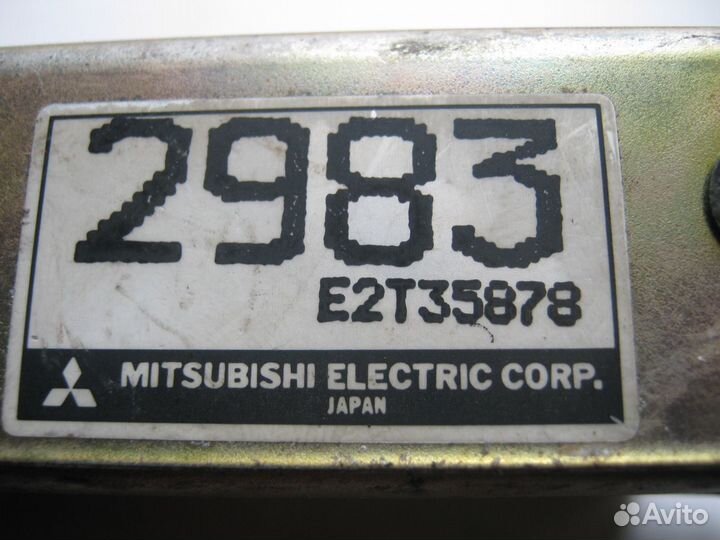 2983
E2T35878
MITSUBISHI ELECTRIC CORP.
JAPAN
Avito